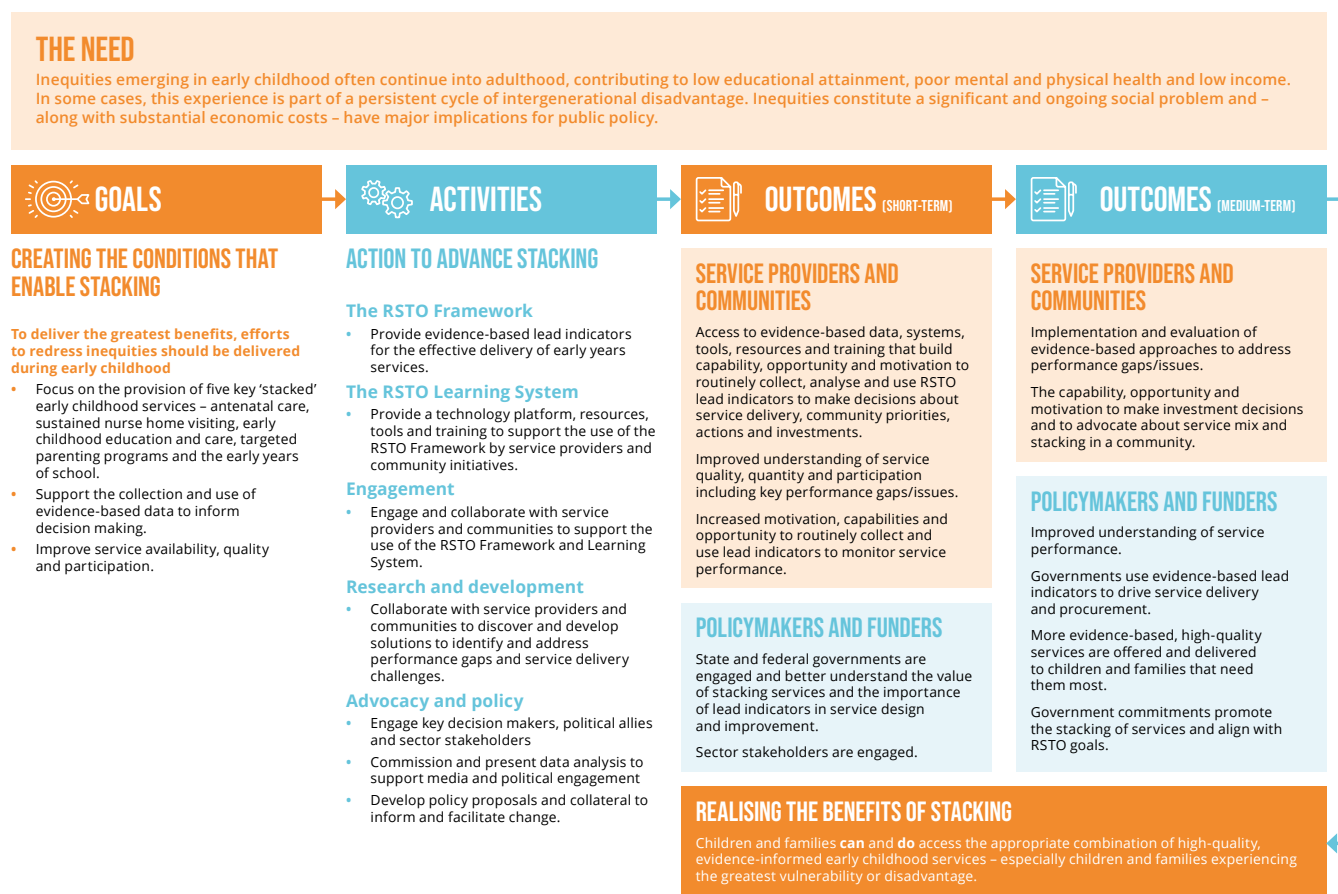 THE NEED
Inequities emerging in early childhood often continue into adulthood, contributing to low educational attainment, poor mental and physical health and low income.
In some cases, this experience is part of a persistent cycle of intergenerational disadvantage. Inequities constitute a significant and ongoing social problem and –
along with substantial economic costs – have major implications for public policy.
GOALS
CREATING THE CONDITIONS THAT
ENABLE STACKING
To deliver the greatest benefits, efforts
to redress inequities should be delivered
during early childhood
• Focus on the provision of five key ‘stacked’
early childhood services – antenatal care,
sustained nurse home visiting, early
childhood education and care, targeted
parenting programs and the early years
of school.
• Support the collection and use of
evidence-based data to inform
decision making.
• Improve service availability, quality
and participation.
ACTIVITIES
ACTION TO ADVANCE STACKING
The RSTO Framework
• Provide evidence-based lead indicators
for the effective delivery of early years
services.
The RSTO Learning System
• Provide a technology platform, resources,
tools and training to support the use of the
RSTO Framework by service providers and
community initiatives.
Engagement
• Engage and collaborate with service
providers and communities to support the
use of the RSTO Framework and Learning
System.
Research and development
• Collaborate with service providers and
communities to discover and develop
solutions to identify and address
performance gaps and service delivery
challenges.
Advocacy and policy
• Engage key decision makers, political allies
and sector stakeholders
• Commission and present data analysis to
support media and political engagement
• Develop policy proposals and collateral to
inform and facilitate change.
OUTCOMES (SHORT-TERM)
SERVICE PROVIDERS AND
COMMUNITIES
Access to evidence-based data, systems,
tools, resources and training that build
capability, opportunity and motivation to
routinely collect, analyse and use RSTO
lead indicators to make decisions about
service delivery, community priorities,
actions and investments.
Improved understanding of service
quality, quantity and participation
including key performance gaps/issues.
Increased motivation, capabilities and
opportunity to routinely collect and
use lead indicators to monitor service
performance.
POLICYMAKERS AND FUNDERS
State and federal governments are
engaged and better understand the value
of stacking services and the importance
of lead indicators in service design
and improvement.
Sector stakeholders are engaged.
OUTCOMES (MEDIUM-TERM)
SERVICE PROVIDERS AND
COMMUNITIES
Implementation and evaluation of
evidence-based approaches to address
performance gaps/issues.
The capability, opportunity and
motivation to make investment decisions
and to advocate about service mix and
stacking in a community.
POLICYMAKERS AND FUNDERS
Improved understanding of service
performance.
Governments use evidence-based lead
indicators to drive service delivery
and procurement.
More evidence-based, high-quality
services are offered and delivered
to children and families that need
them most.
Government commitments promote
the stacking of services and align with
RSTO goals.
REALISING THE BENEFITS OF STACKING
Children and families can and do access the appropriate combination of high-quality,
evidence-informed early childhood services – especially children and families experiencing
the greatest vulnerability or disadvantage.